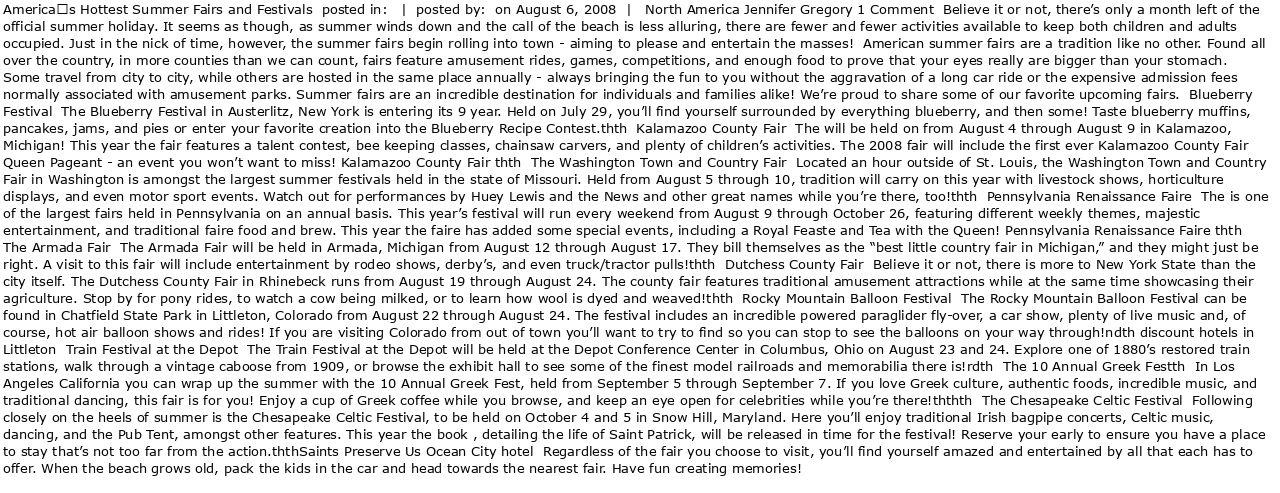 America□s Hottest Summer Fairs and Festivals  posted in:   |  posted by:  on August 6, 2008  |   North America Jennifer Gregory 1 Comment  Believe it or not, there’s only a month left of the
official summer holiday. It seems as though, as summer winds down and the call of the beach is less alluring, there are fewer and fewer activities available to keep both children and adults
occupied. Just in the nick of time, however, the summer fairs begin rolling into town - aiming to please and entertain the masses!  American summer fairs are a tradition like no other. Found all
over the country, in more counties than we can count, fairs feature amusement rides, games, competitions, and enough food to prove that your eyes really are bigger than your stomach.
Some travel from city to city, while others are hosted in the same place annually - always bringing the fun to you without the aggravation of a long car ride or the expensive admission fees
normally associated with amusement parks. Summer fairs are an incredible destination for individuals and families alike! We’re proud to share some of our favorite upcoming fairs.  Blueberry
Festival  The Blueberry Festival in Austerlitz, New York is entering its 9 year. Held on July 29, you’ll find yourself surrounded by everything blueberry, and then some! Taste blueberry muffins,
pancakes, jams, and pies or enter your favorite creation into the Blueberry Recipe Contest.thth  Kalamazoo County Fair  The will be held on from August 4 through August 9 in Kalamazoo,
Michigan! This year the fair features a talent contest, bee keeping classes, chainsaw carvers, and plenty of children’s activities. The 2008 fair will include the first ever Kalamazoo County Fair
Queen Pageant - an event you won’t want to miss! Kalamazoo County Fair thth  The Washington Town and Country Fair  Located an hour outside of St. Louis, the Washington Town and Country
Fair in Washington is amongst the largest summer festivals held in the state of Missouri. Held from August 5 through 10, tradition will carry on this year with livestock shows, horticulture
displays, and even motor sport events. Watch out for performances by Huey Lewis and the News and other great names while you’re there, too!thth  Pennsylvania Renaissance Faire  The is one
of the largest fairs held in Pennsylvania on an annual basis. This year’s festival will run every weekend from August 9 through October 26, featuring different weekly themes, majestic
entertainment, and traditional faire food and brew. This year the faire has added some special events, including a Royal Feaste and Tea with the Queen! Pennsylvania Renaissance Faire thth
The Armada Fair  The Armada Fair will be held in Armada, Michigan from August 12 through August 17. They bill themselves as the “best little country fair in Michigan,” and they might just be
right. A visit to this fair will include entertainment by rodeo shows, derby’s, and even truck/tractor pulls!thth  Dutchess County Fair  Believe it or not, there is more to New York State than the
city itself. The Dutchess County Fair in Rhinebeck runs from August 19 through August 24. The county fair features traditional amusement attractions while at the same time showcasing their
agriculture. Stop by for pony rides, to watch a cow being milked, or to learn how wool is dyed and weaved!thth  Rocky Mountain Balloon Festival  The Rocky Mountain Balloon Festival can be
found in Chatfield State Park in Littleton, Colorado from August 22 through August 24. The festival includes an incredible powered paraglider fly-over, a car show, plenty of live music and, of
course, hot air balloon shows and rides! If you are visiting Colorado from out of town you’ll want to try to find so you can stop to see the balloons on your way through!ndth discount hotels in
Littleton  Train Festival at the Depot  The Train Festival at the Depot will be held at the Depot Conference Center in Columbus, Ohio on August 23 and 24. Explore one of 1880’s restored train
stations, walk through a vintage caboose from 1909, or browse the exhibit hall to see some of the finest model railroads and memorabilia there is!rdth  The 10 Annual Greek Festth  In Los
Angeles California you can wrap up the summer with the 10 Annual Greek Fest, held from September 5 through September 7. If you love Greek culture, authentic foods, incredible music, and
traditional dancing, this fair is for you! Enjoy a cup of Greek coffee while you browse, and keep an eye open for celebrities while you’re there!ththth  The Chesapeake Celtic Festival  Following
closely on the heels of summer is the Chesapeake Celtic Festival, to be held on October 4 and 5 in Snow Hill, Maryland. Here you’ll enjoy traditional Irish bagpipe concerts, Celtic music,
dancing, and the Pub Tent, amongst other features. This year the book , detailing the life of Saint Patrick, will be released in time for the festival! Reserve your early to ensure you have a place
to stay that’s not too far from the action.ththSaints Preserve Us Ocean City hotel  Regardless of the fair you choose to visit, you’ll find yourself amazed and entertained by all that each has to
offer. When the beach grows old, pack the kids in the car and head towards the nearest fair. Have fun creating memories!